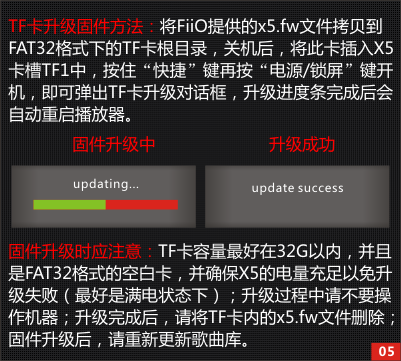 TF卡升级固件方法：将FiiO提供的x5.fw文件拷贝到
FAT32格式下的TF卡根目录，关机后，将此卡插入X5
卡槽TF1中，按住“快捷”键再按“电源/锁屏”键开
机，即可弹出TF卡升级对话框，升级进度条完成后会
自动重启播放器。
固件升级中 升级成功
updating... update success
固件升级时应注意：TF卡容量最好在32G以内，并且
是FAT32格式的空白卡，并确保X5的电量充足以免升
级失败（最好是满电状态下）；升级过程中请不要操
作机器；升级完成后，请将TF卡内的x5.fw文件删除；
固件升级后，请重新更新歌曲库。
05